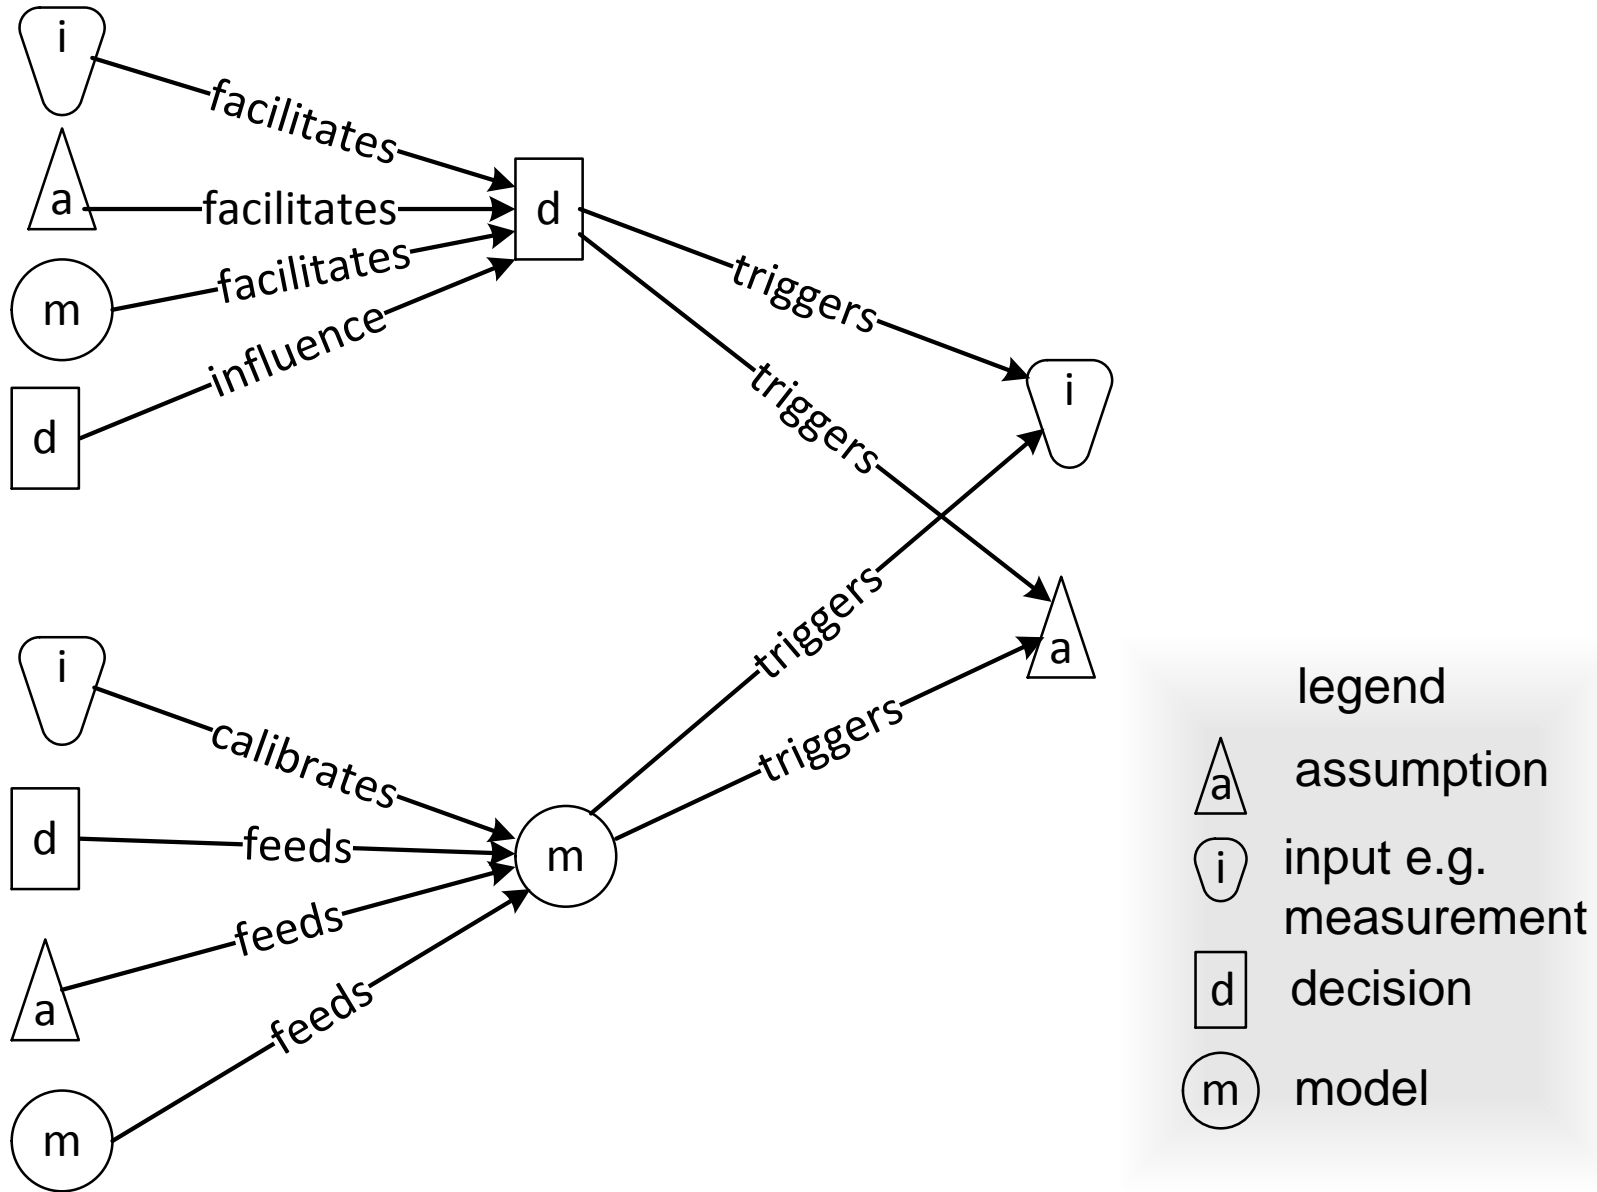 i
facilitates
a
facilitates
d
m
facilitates
d
influence
triggers
triggers
i
i
calibrates
triggers
a
triggers
d
feeds
m
a
feeds
m
feeds
legend
a assumption
i input e.g.
measurement
d decision
m model